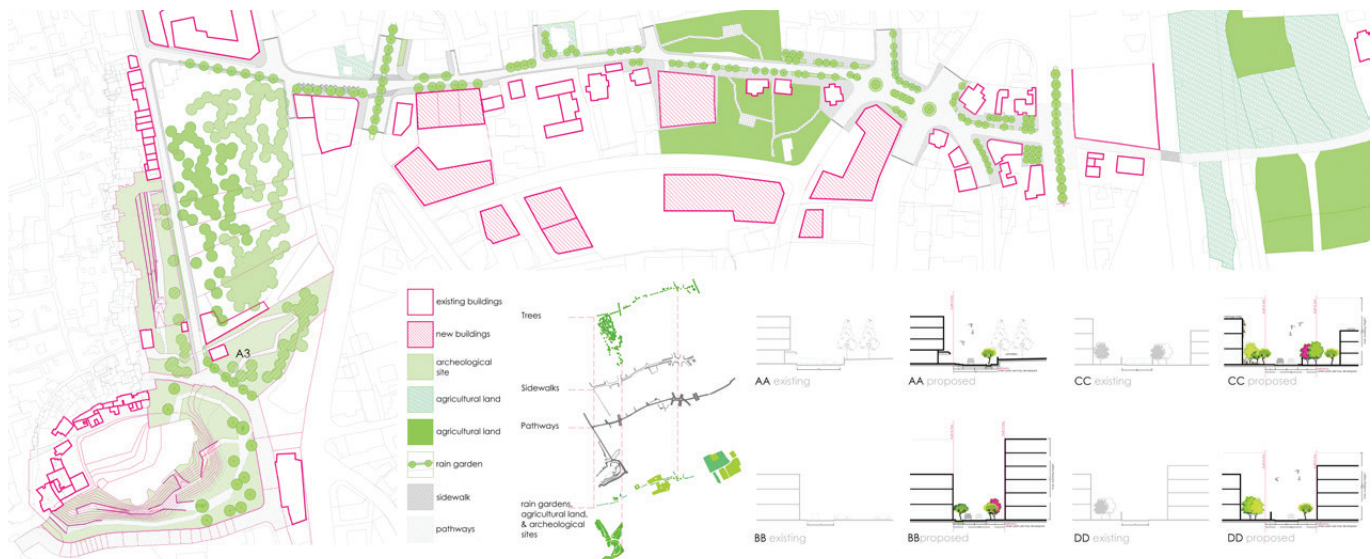 A3
existing buildings
new buildings
archeological
site
agricultural land
agricultural land
rain garden
sidewalk
pathways
Trees
Sidewalks
Pathways
rain gardens,
agricultural land,
& archeological
sites
AA existing
AA proposed
CC existing
CC proposed
BB existing
BBproposed
DD existing
DD proposed